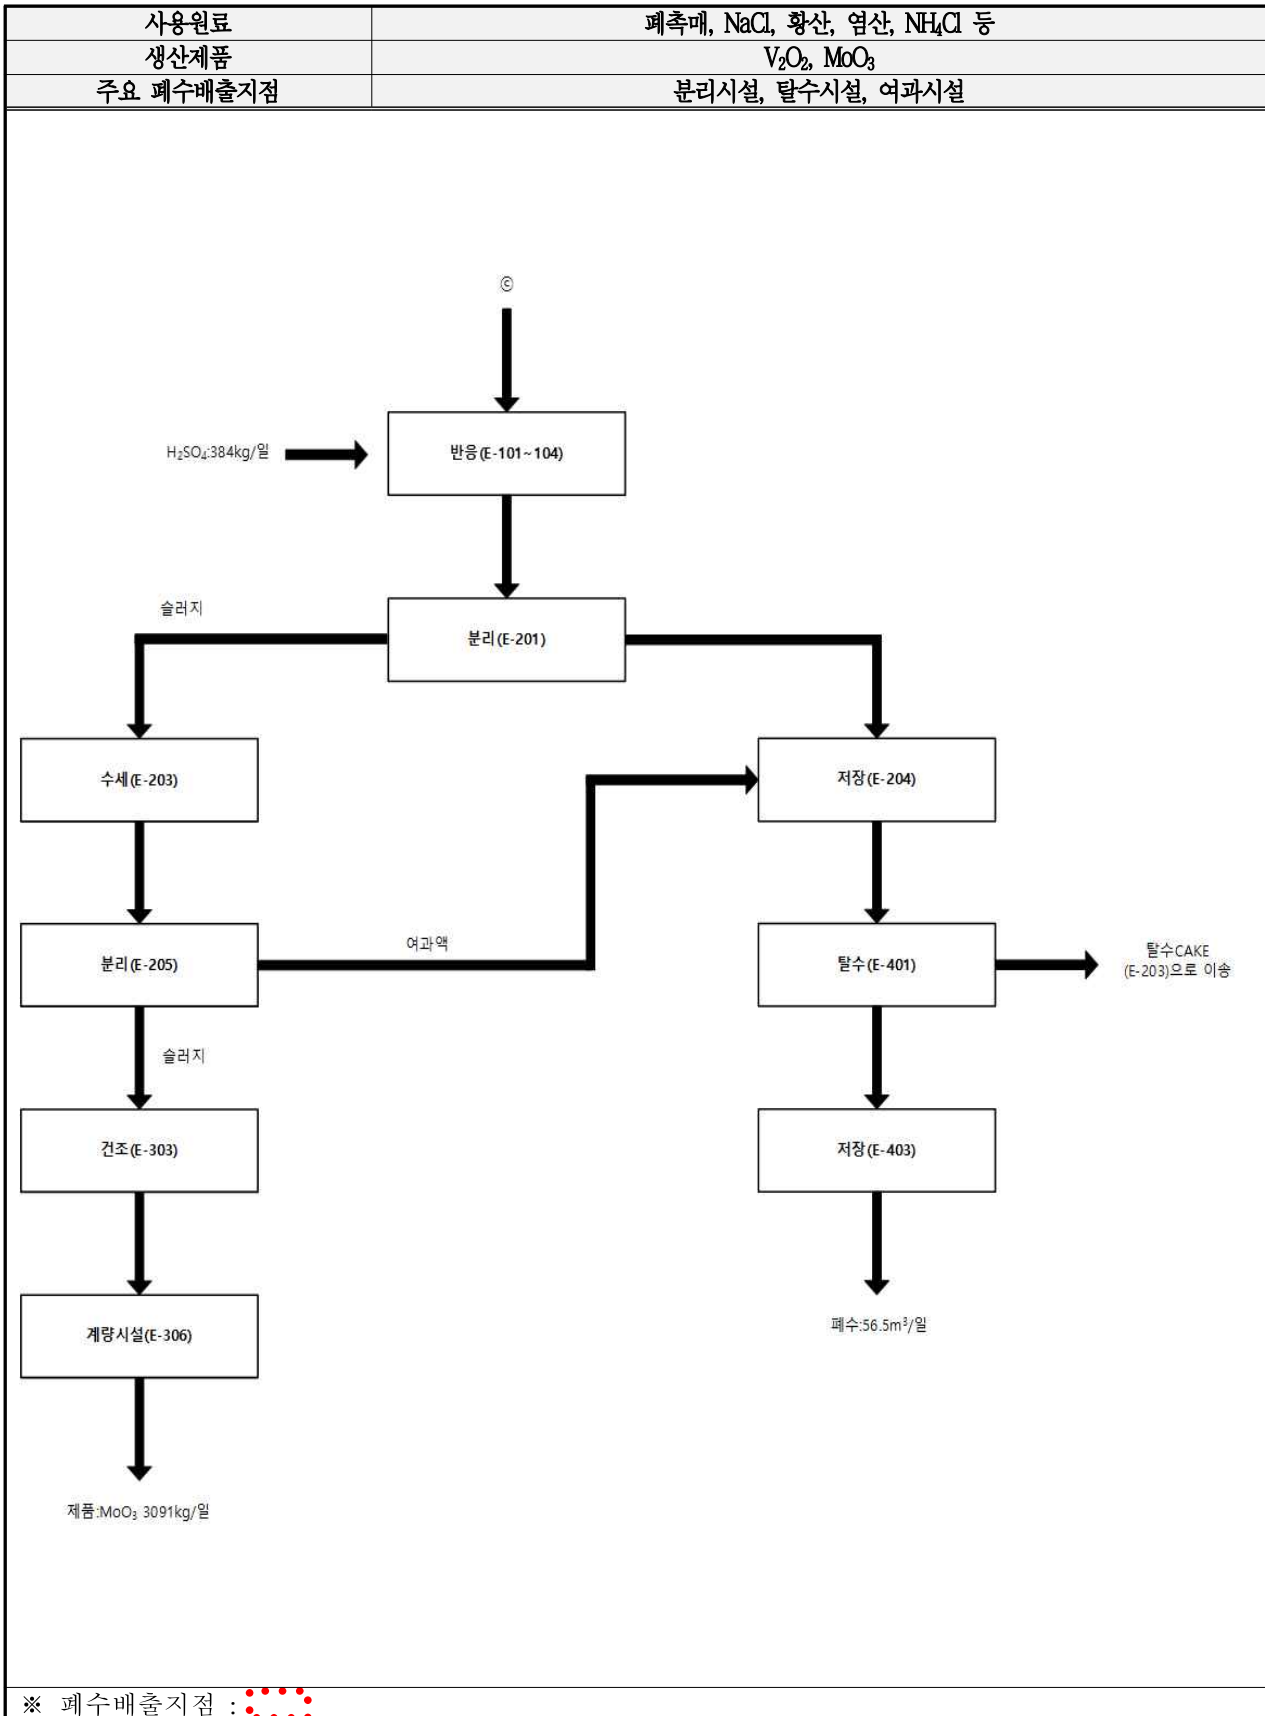 사용원료 폐촉매, NaCl, 황산, 염산, NH₄Cl 등
생산제품 V₂O₂, MoO₃
주요 폐수배출지점 분리시설, 탈수시설, 여과시설
ⓒ
H₂SO₄:384kg/일
반응(E-101~104)
슬러지
분리(E-201)
수세(E-203)
저장(E-204)
분리(E-205)
여과액
탈수(E-401)
탈수CAKE
(E-203)으로 이송
슬러지
건조(E-303)
저장(E-403)
계량시설(E-306)
폐수:56.5m³/일
제품:MoO₃ 3091kg/일
※ 폐수배출지점 :